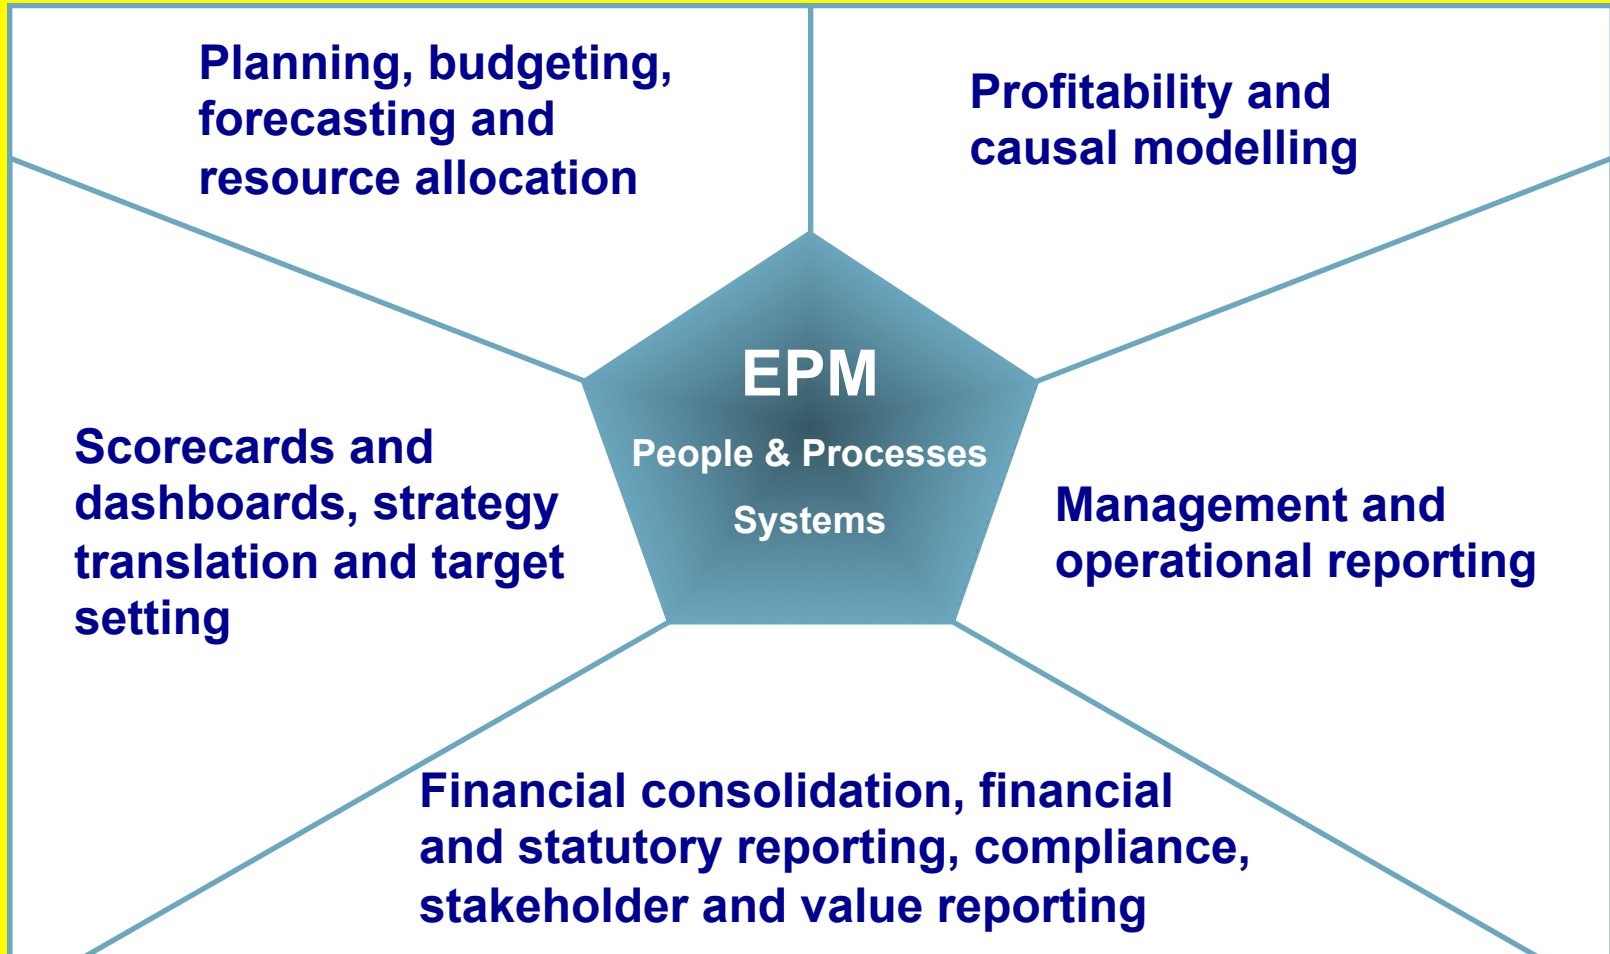 Planning, budgeting,
forecasting and
resource allocation
Profitability and
causal modelling
EPM
People & Processes
Systems
Scorecards and
dashboards, strategy
translation and target
setting
Management and
operational reporting
Financial consolidation, financial
and statutory reporting, compliance,
stakeholder and value reporting